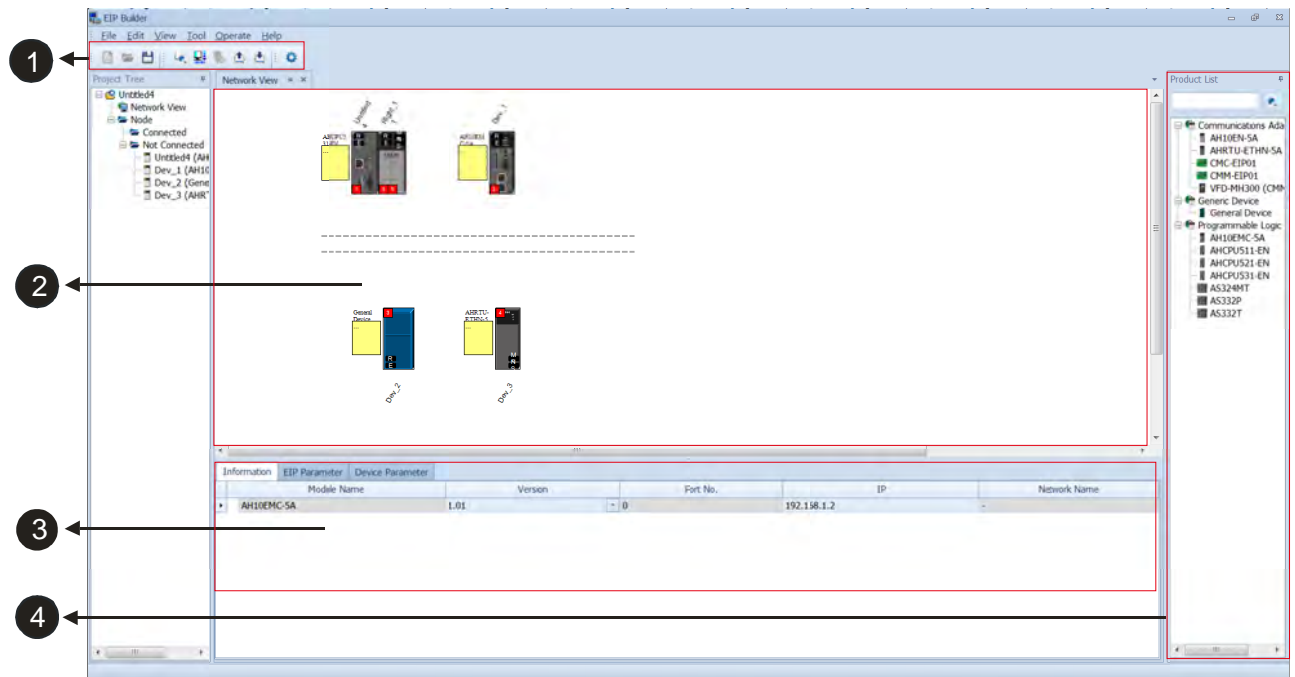 EIP Builder
File Edit View Tool Operate Help
1
Project Tree
Untitled4
Network View
Node
Connected
Not Connected
Untitled4 (AH
Dev_1 (AH10
Dev_2 (Gene
Dev_3 (AHR
Network View
Untitled
4
Right_1
Dev_1
2
General
Device
AHRTU-
Dev_2
Dev_3
Information EIP Parameter Device Parameter
Module Name Version Port No. IP Network Name
AH10EMC-5A 1.01 0 192.168.1.2 -
3
4
Product List
Communications Ada
AH10EN-5A
AHRTU-ETHN-5A
CMC-EIP01
CMM-EIP01
VFD-MH300 (CMM
Generic Device
General Device
Programmable Logic
AH10EMC-5A
AHCPU511-EN
AHCPU521-EN
AHCPU531-EN
AS324MT
AS332P
AS332T